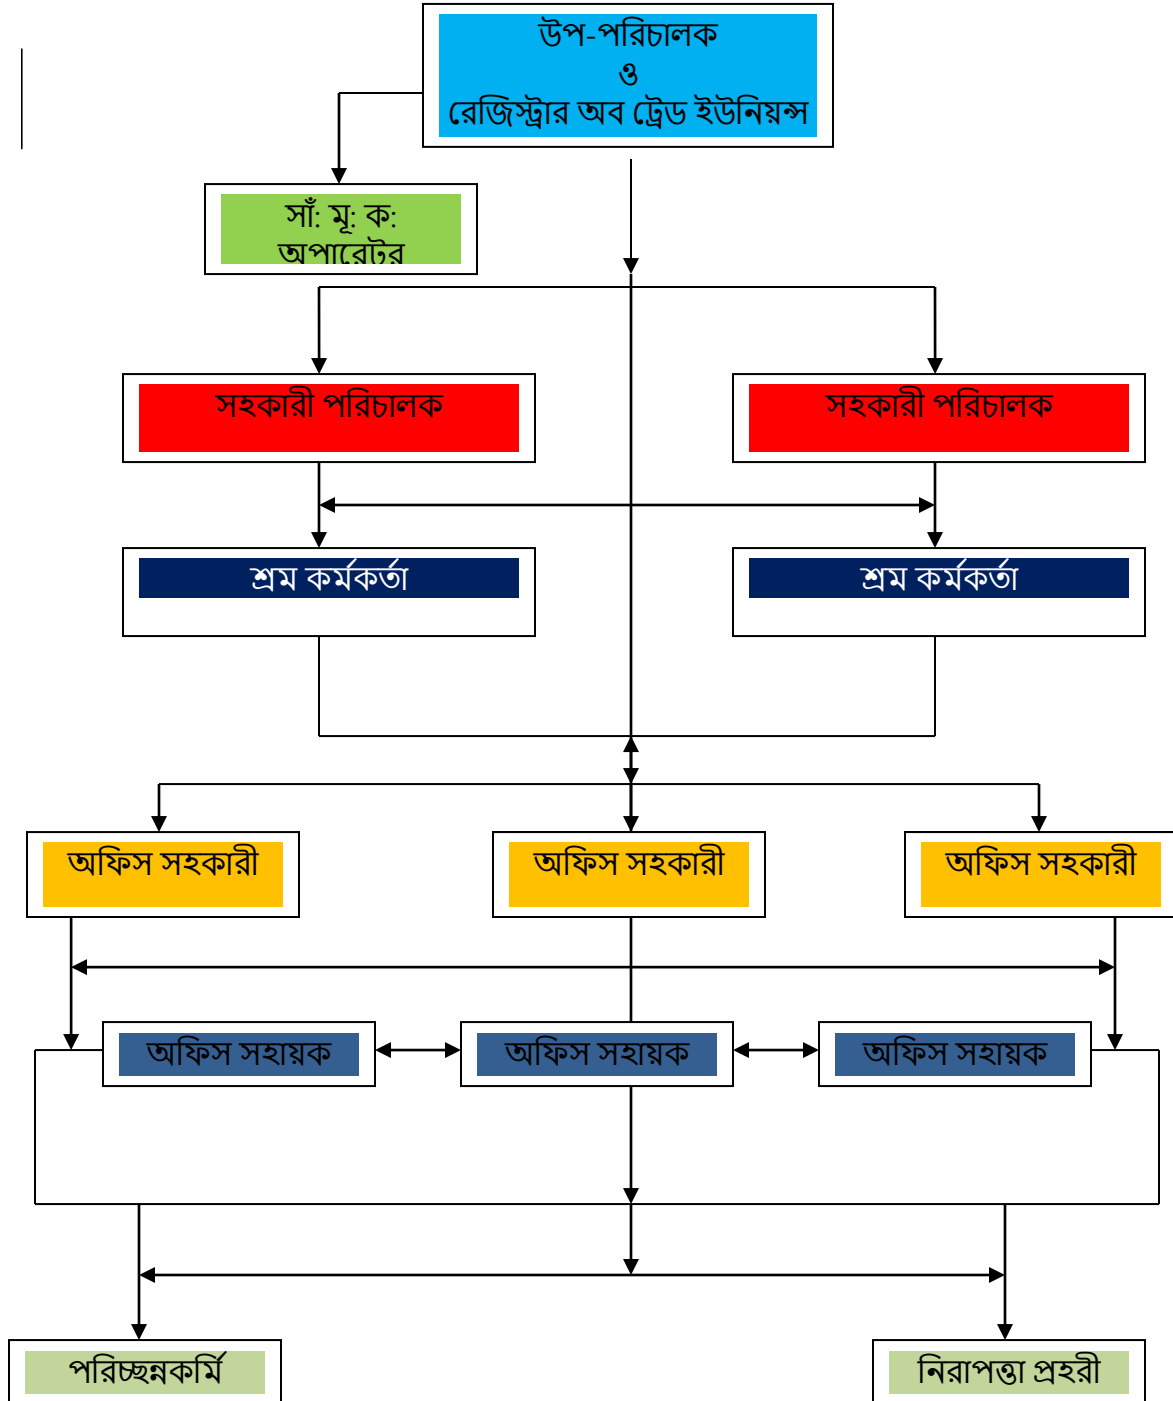 উপ-পরিচালক
ও
রেজিস্ট্রার অব ট্রেড ইউনিয়ন্স
সাঁ: মূ: ক:
অপারেটর
সহকারী পরিচালক
সহকারী পরিচালক
শ্রম কর্মকর্তা
শ্রম কর্মকর্তা
অফিস সহকারী
অফিস সহকারী
অফিস সহকারী
অফিস সহায়ক
অফিস সহায়ক
অফিস সহায়ক
পরিচ্ছন্নকর্মি
নিরাপত্তা প্রহরী